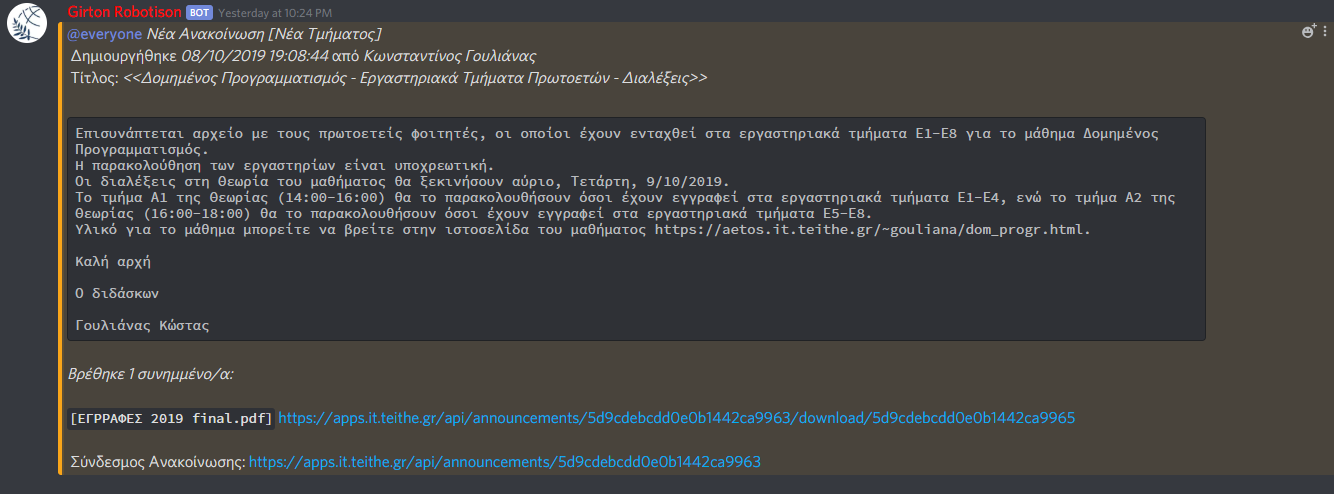 Girton Robotison BOT Yesterday at 10:24 PM
@everyone Νέα Ανακοίνωση [Νέα Τμήματος]
Δημιουργήθηκε 08/10/2019 19:08:44 από Κωνσταντίνος Γουλιάνας
Τίτλος: <<Δομημένος Προγραμματισμός - Εργαστηριακά Τμήματα Πρωτοετών - Διαλέξεις>>
Επισυνάπτεται αρχείο με τους πρωτοετείς φοιτητές, οι οποίοι έχουν ενταχθεί στα εργαστηριακά τμήματα Ε1-Ε8 για το μάθημα Δομημένος
Προγραμματισμός.
Η παρακολούθηση των εργαστηρίων είναι υποχρεωτική.
Οι διαλέξεις στη θεωρία του μαθήματος θα ξεκινήσουν αύριο, Τετάρτη, 9/10/2019.
Το τμήμα Α1 της θεωρίας (14:00-16:00) θα το παρακολουθήσουν όσοι έχουν εγγραφεί στα εργαστηριακά τμήματα Ε1-Ε4, ενώ το τμήμα Α2 της
θεωρίας (16:00-18:00) θα το παρακολουθήσουν όσοι έχουν εγγραφεί στα εργαστηριακά τμήματα Ε5-Ε8.
Υλικό για το μάθημα μπορείτε να βρείτε στην ιστοσελίδα του μαθήματος https://aetos.it.teithe.gr/~gouliana/dom_progr.html.
Καλή αρχή
Ο διδάσκων
Γουλιάνας Κώστας
Βρέθηκε 1 συνημμένο/α:
[ΕΓΡΡΑΦΕΣ 2019 final.pdf] https://apps.it.teithe.gr/api/announcements/5d9cdebcdd0e0b1442ca9963/download/5d9cdebcdd0e0b1442ca9965
Σύνδεσμος Ανακοίνωσης: https://apps.it.teithe.gr/api/announcements/5d9cdebcdd0e0b1442ca9963